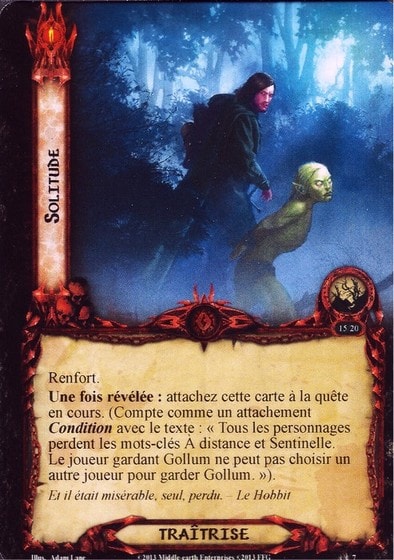 SOLITUDE
15/20
Renfort.
Une fois révélée : attachez cette carte à la quête
en cours. (Compte comme un attachement
Condition avec le texte : « Tous les personnages
perdent les mots-clés À distance et Sentinelle.
Le joueur gardant Gollum ne peut pas choisir un
autre joueur pour garder Gollum. »).
Et il était misérable, seul, perdu. – Le Hobbit
TRAÎTRISE
Illus. Adam Lane
©2013 Middle-earth Enterprises ©2013 FFG
7